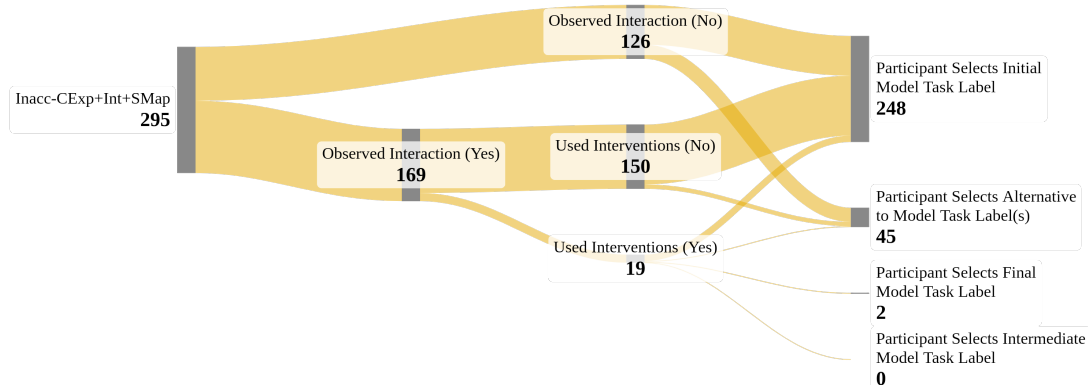 Inacc-CExp+Int+SMap
295
Observed Interaction (Yes)
169
Observed Interaction (No)
126
Used Interventions (No)
150
Used Interventions (Yes)
19
Participant Selects Initial
Model Task Label
248
Participant Selects Alternative
to Model Task Label(s)
45
Participant Selects Final
Model Task Label
2
Participant Selects Intermediate
Model Task Label
0